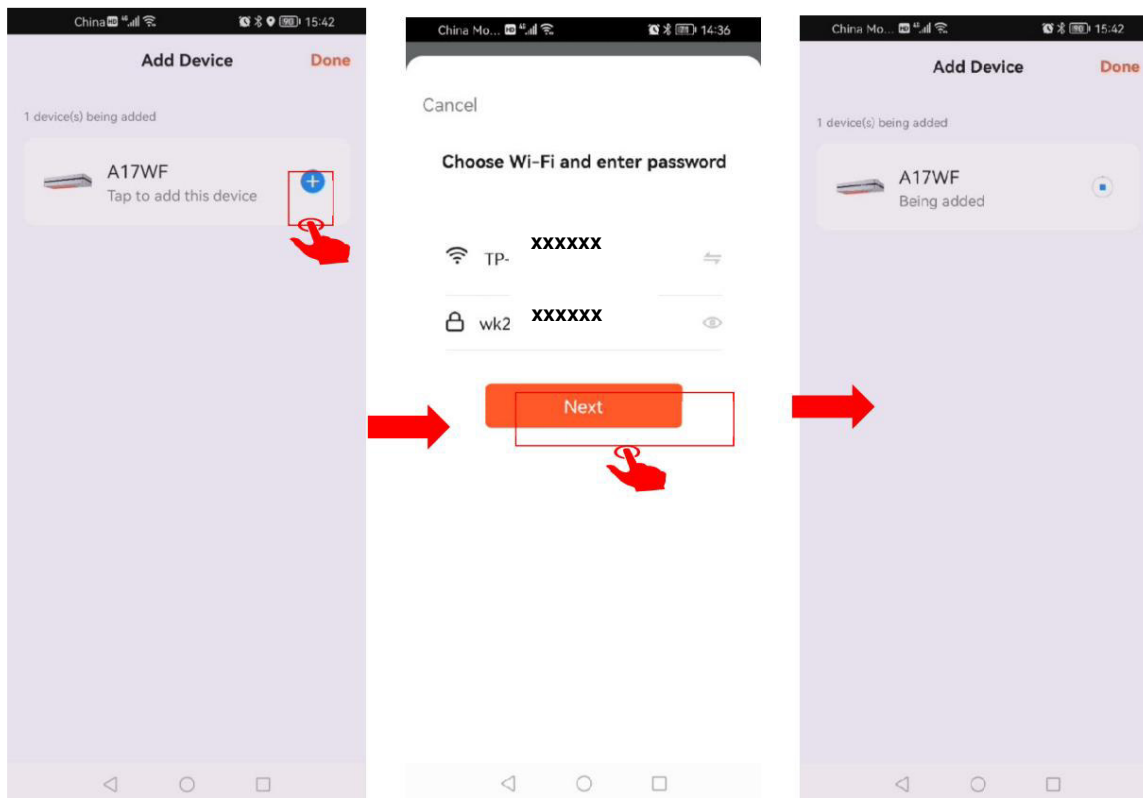 China 15:42
Add Device
Done
1 device(s) being added
A17WF
Tap to add this device
China Mo... 14:36
Cancel
Choose Wi-Fi and enter password
TP- xxxxxx
wk2 xxxxxx
Next
China Mo... 15:42
Add Device
Done
1 device(s) being added
A17WF
Being added